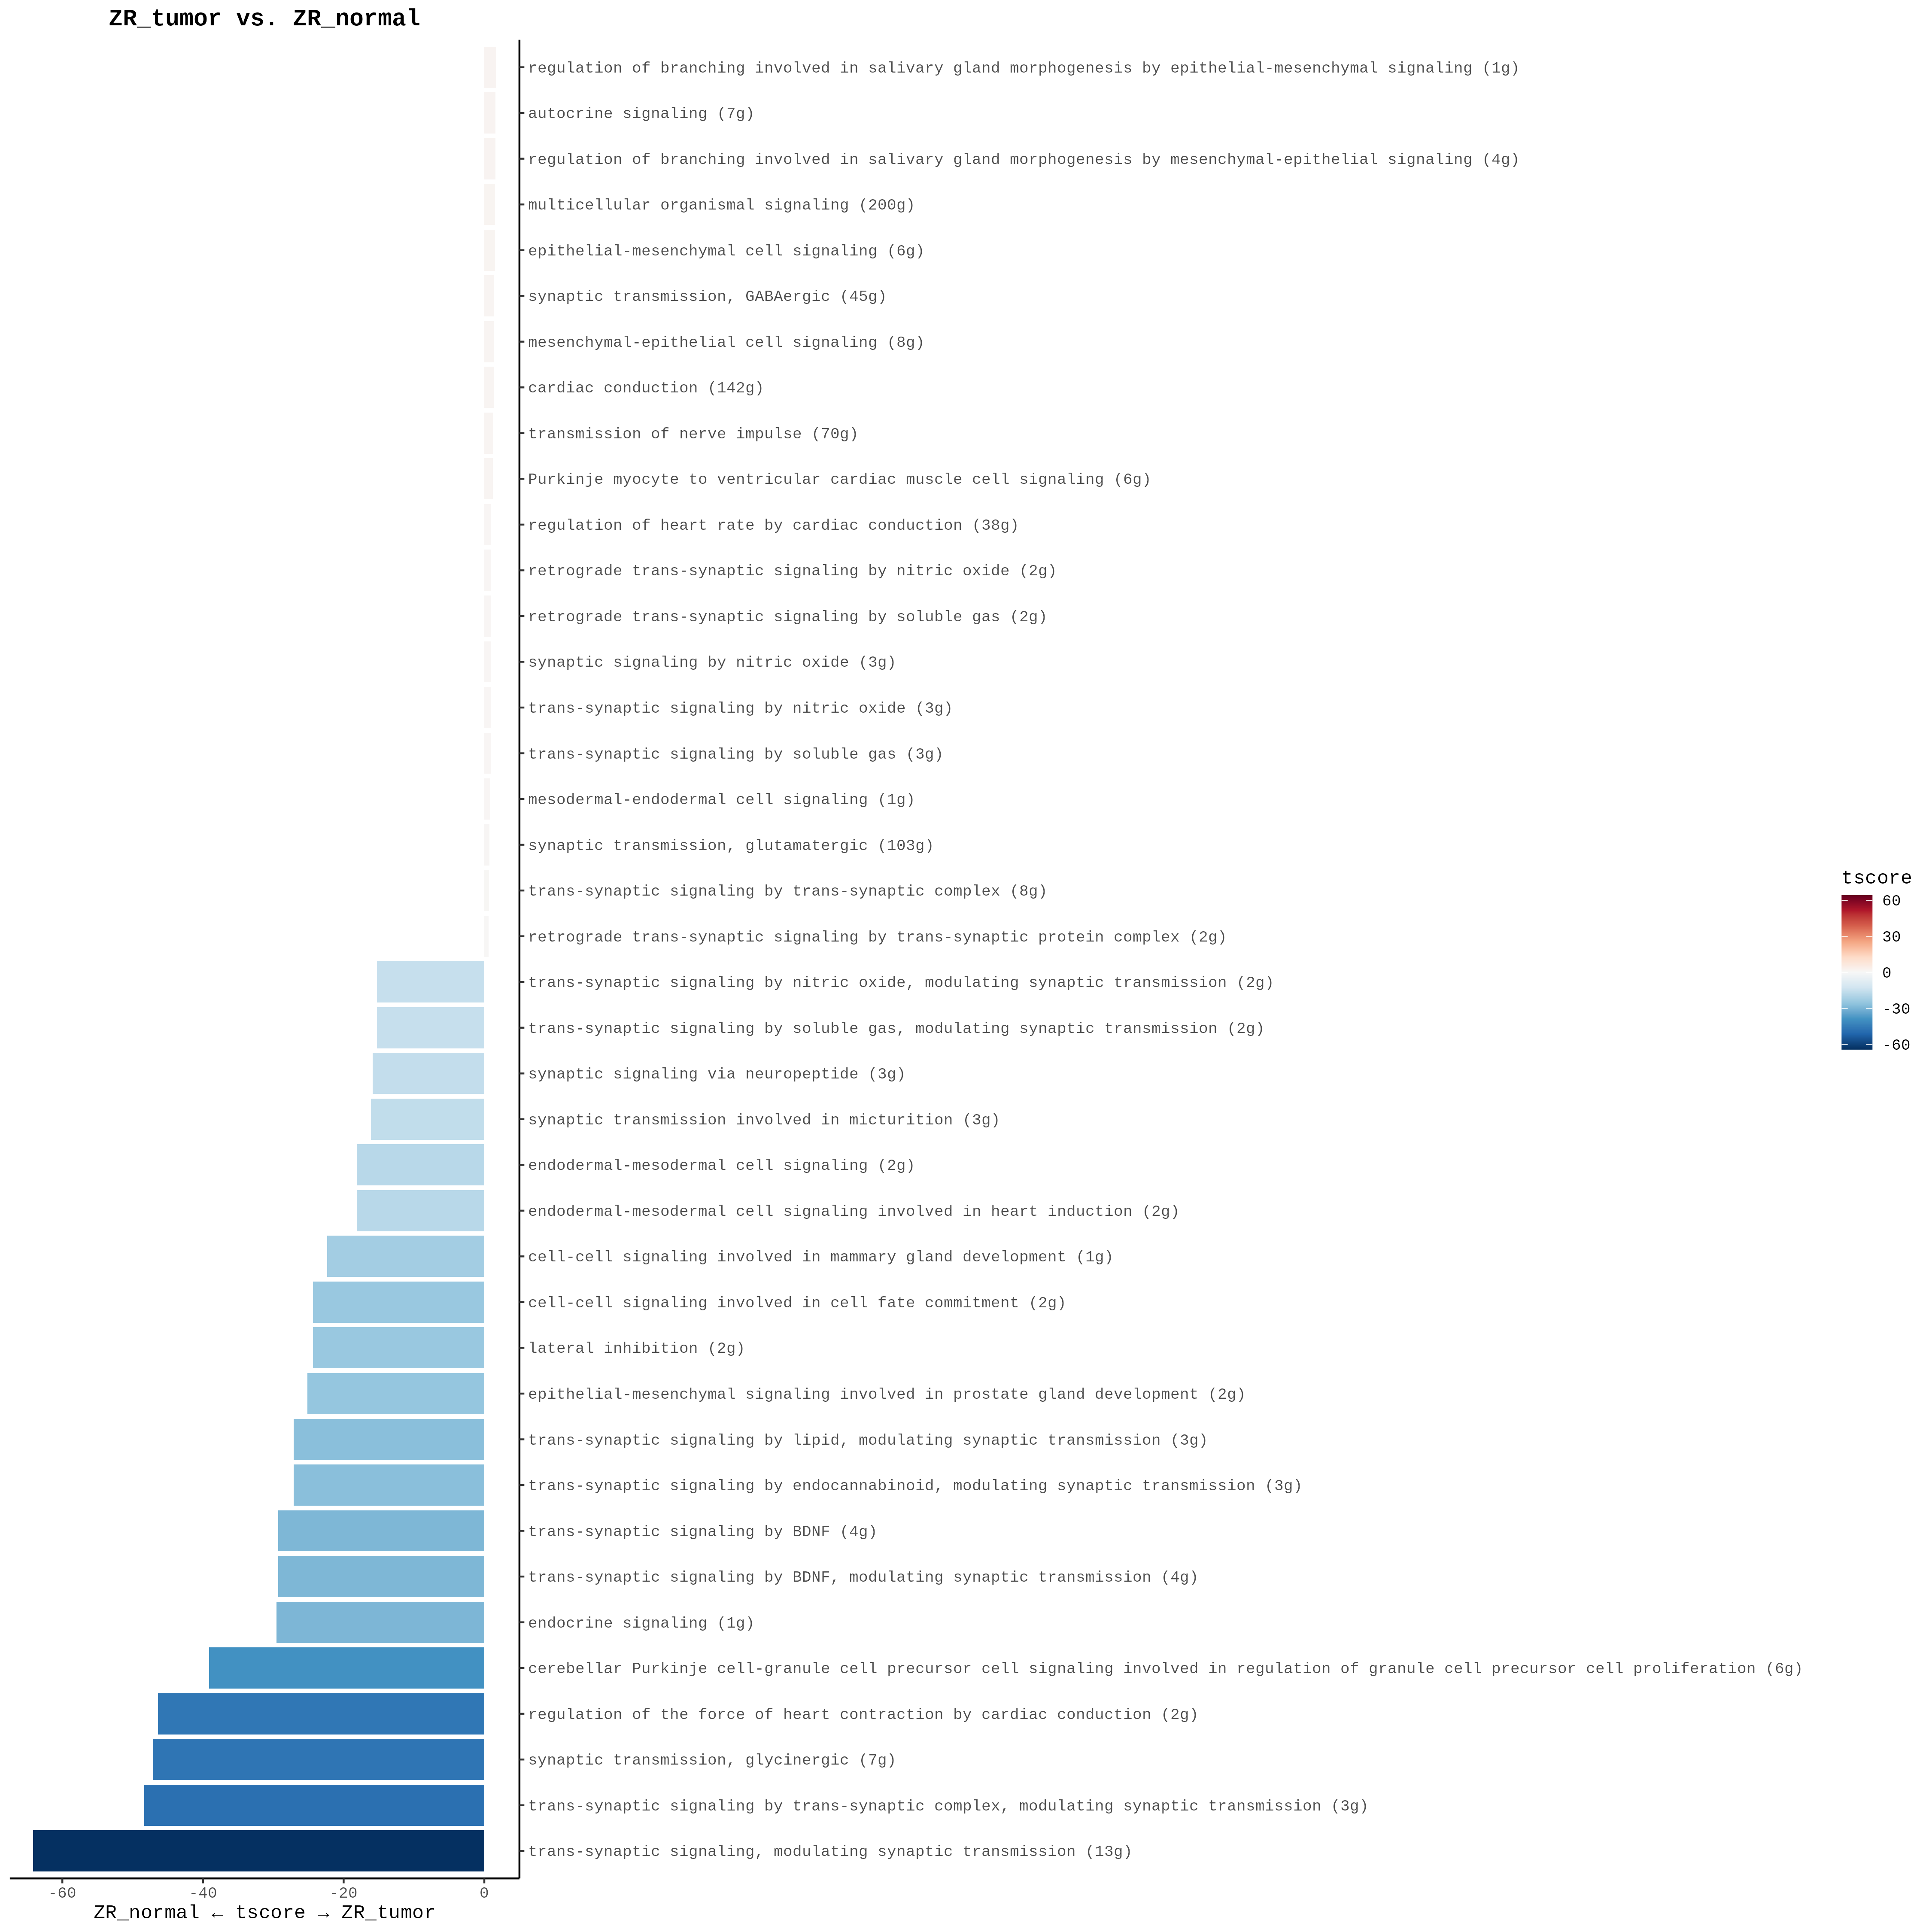 ZR_tumor vs. ZR_normal
regulation of branching involved in salivary gland morphogenesis by epithelial-mesenchymal signaling (1g)
autocrine signaling (7g)
regulation of branching involved in salivary gland morphogenesis by mesenchymal-epithelial signaling (4g)
multicellular organismal signaling (200g)
epithelial-mesenchymal cell signaling (6g)
synaptic transmission, GABAergic (45g)
mesenchymal-epithelial cell signaling (8g)
cardiac conduction (142g)
transmission of nerve impulse (70g)
Purkinje myocyte to ventricular cardiac muscle cell signaling (6g)
regulation of heart rate by cardiac conduction (38g)
retrograde trans-synaptic signaling by nitric oxide (2g)
retrograde trans-synaptic signaling by soluble gas (2g)
synaptic signaling by nitric oxide (3g)
trans-synaptic signaling by nitric oxide (3g)
trans-synaptic signaling by soluble gas (3g)
mesodermal-endodermal cell signaling (1g)
synaptic transmission, glutamatergic (103g)
trans-synaptic signaling by trans-synaptic complex (8g)
retrograde trans-synaptic signaling by trans-synaptic protein complex (2g)
trans-synaptic signaling by nitric oxide, modulating synaptic transmission (2g)
trans-synaptic signaling by soluble gas, modulating synaptic transmission (2g)
synaptic signaling via neuropeptide (3g)
synaptic transmission involved in micturition (3g)
endodermal-mesodermal cell signaling (2g)
endodermal-mesodermal cell signaling involved in heart induction (2g)
cell-cell signaling involved in mammary gland development (1g)
cell-cell signaling involved in cell fate commitment (2g)
lateral inhibition (2g)
epithelial-mesenchymal signaling involved in prostate gland development (2g)
trans-synaptic signaling by lipid, modulating synaptic transmission (3g)
trans-synaptic signaling by endocannabinoid, modulating synaptic transmission (3g)
trans-synaptic signaling by BDNF (4g)
trans-synaptic signaling by BDNF, modulating synaptic transmission (4g)
endocrine signaling (1g)
cerebellar Purkinje cell-granule cell precursor cell signaling involved in regulation of granule cell precursor cell proliferation (6g)
regulation of the force of heart contraction by cardiac conduction (2g)
synaptic transmission, glycinergic (7g)
trans-synaptic signaling by trans-synaptic complex, modulating synaptic transmission (3g)
trans-synaptic signaling, modulating synaptic transmission (13g)
-60 -40 -20 0
ZR_normal ← tscore → ZR_tumor
tscore
60
30
0
-30
-60